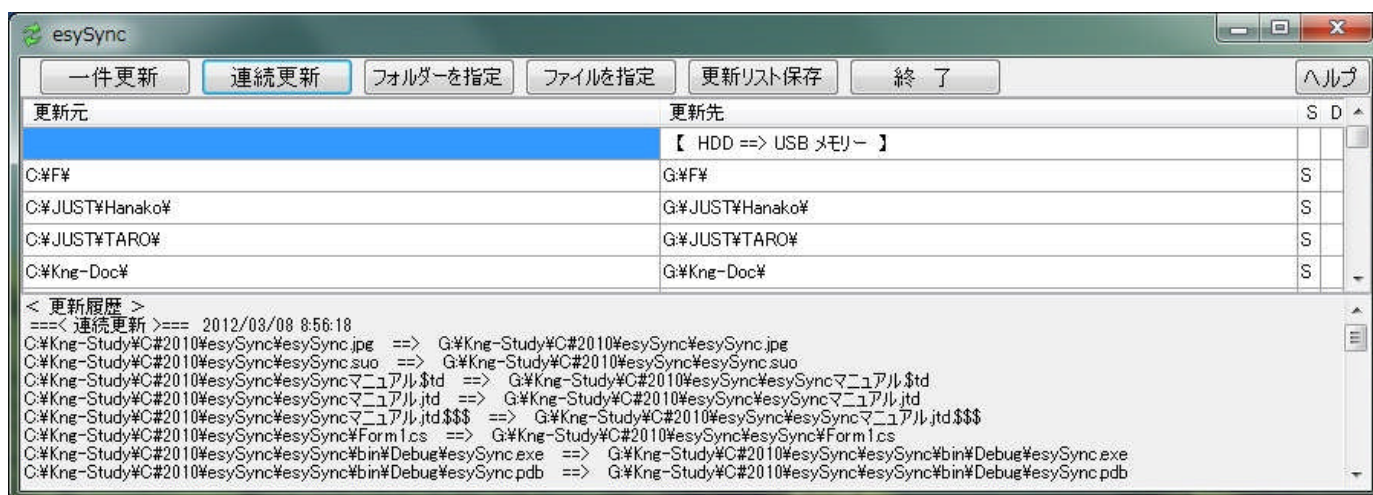 esySync
一件更新 連続更新 フォルダーを指定 ファイルを指定 更新リスト保存 終 了 ヘルプ
更新元 更新先 S D
【 HDD ==> USB メモリー 】
C:¥F¥ G:¥F¥ S
C:¥JUST¥Hanako¥ G:¥JUST¥Hanako¥ S
C:¥JUST¥TARO¥ G:¥JUST¥TARO¥ S
C:¥Kng-Doc¥ G:¥Kng-Doc¥ S
< 更新履歴 >
===< 連続更新 >=== 2012/03/08 8:56:18
C:¥Kng-Study¥C#2010¥esySync¥esySync.jpg ==> G:¥Kng-Study¥C#2010¥esySync¥esySync.jpg
C:¥Kng-Study¥C#2010¥esySync¥esySync.suo ==> G:¥Kng-Study¥C#2010¥esySync¥esySync.suo
C:¥Kng-Study¥C#2010¥esySync¥esySyncマニュアル.$td ==> G:¥Kng-Study¥C#2010¥esySync¥esySyncマニュアル.$td
C:¥Kng-Study¥C#2010¥esySync¥esySyncマニュアル.jtd ==> G:¥Kng-Study¥C#2010¥esySync¥esySyncマニュアル.jtd
C:¥Kng-Study¥C#2010¥esySync¥esySyncマニュアル.jtd.$$$ ==> G:¥Kng-Study¥C#2010¥esySync¥esySyncマニュアル.jtd.$$$
C:¥Kng-Study¥C#2010¥esySync¥esySync¥Form1.cs ==> G:¥Kng-Study¥C#2010¥esySync¥esySync¥Form1.cs
C:¥Kng-Study¥C#2010¥esySync¥esySync¥bin¥Debug¥esySync.exe ==> G:¥Kng-Study¥C#2010¥esySync¥esySync¥bin¥Debug¥esySync.exe
C:¥Kng-Study¥C#2010¥esySync¥esySync¥bin¥Debug¥esySync.pdb ==> G:¥Kng-Study¥C#2010¥esySync¥esySync¥bin¥Debug¥esySync.pdb